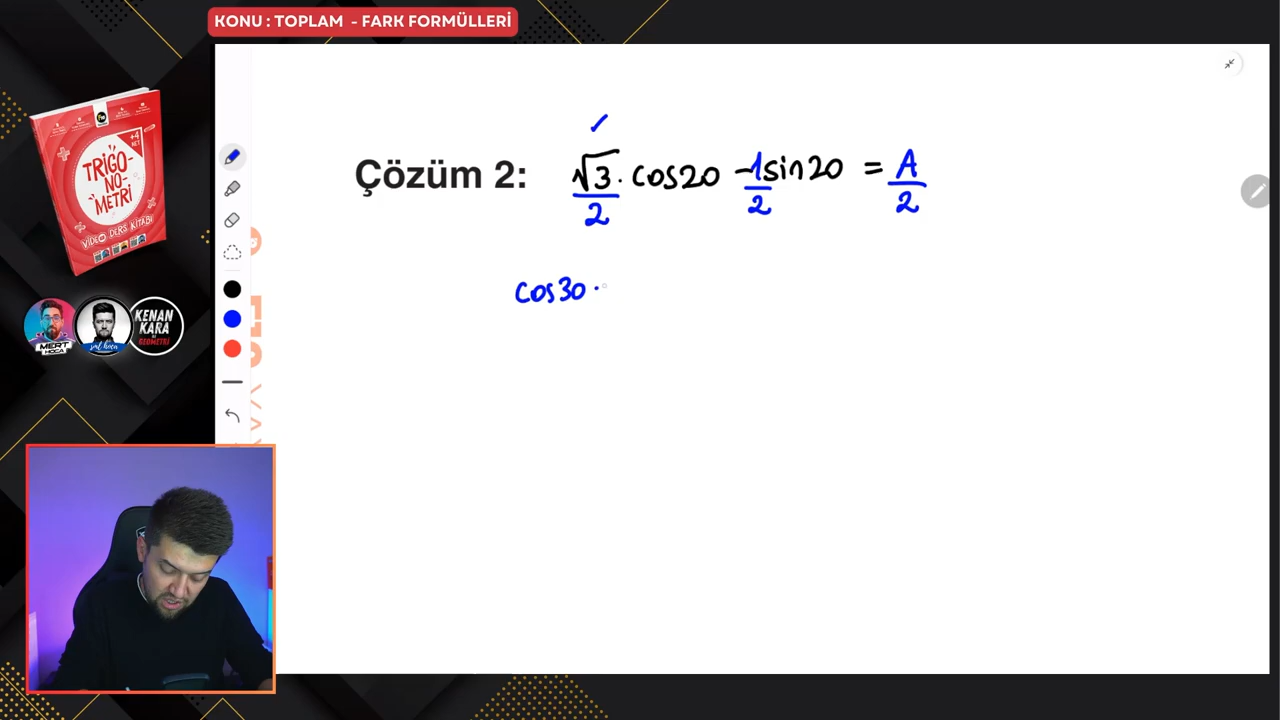 KONU : TOPLAM - FARK FORMÜLLERİ
+4 NET
TRİGO-
NO-
METRİ
VİDEO DERS KİTABI
MERT HOCA
KENAN
KARA
GEOMETRİ
Çözüm 2: √3/2 · cos20 - 1/2 sin20 = A/2
cos30 ·